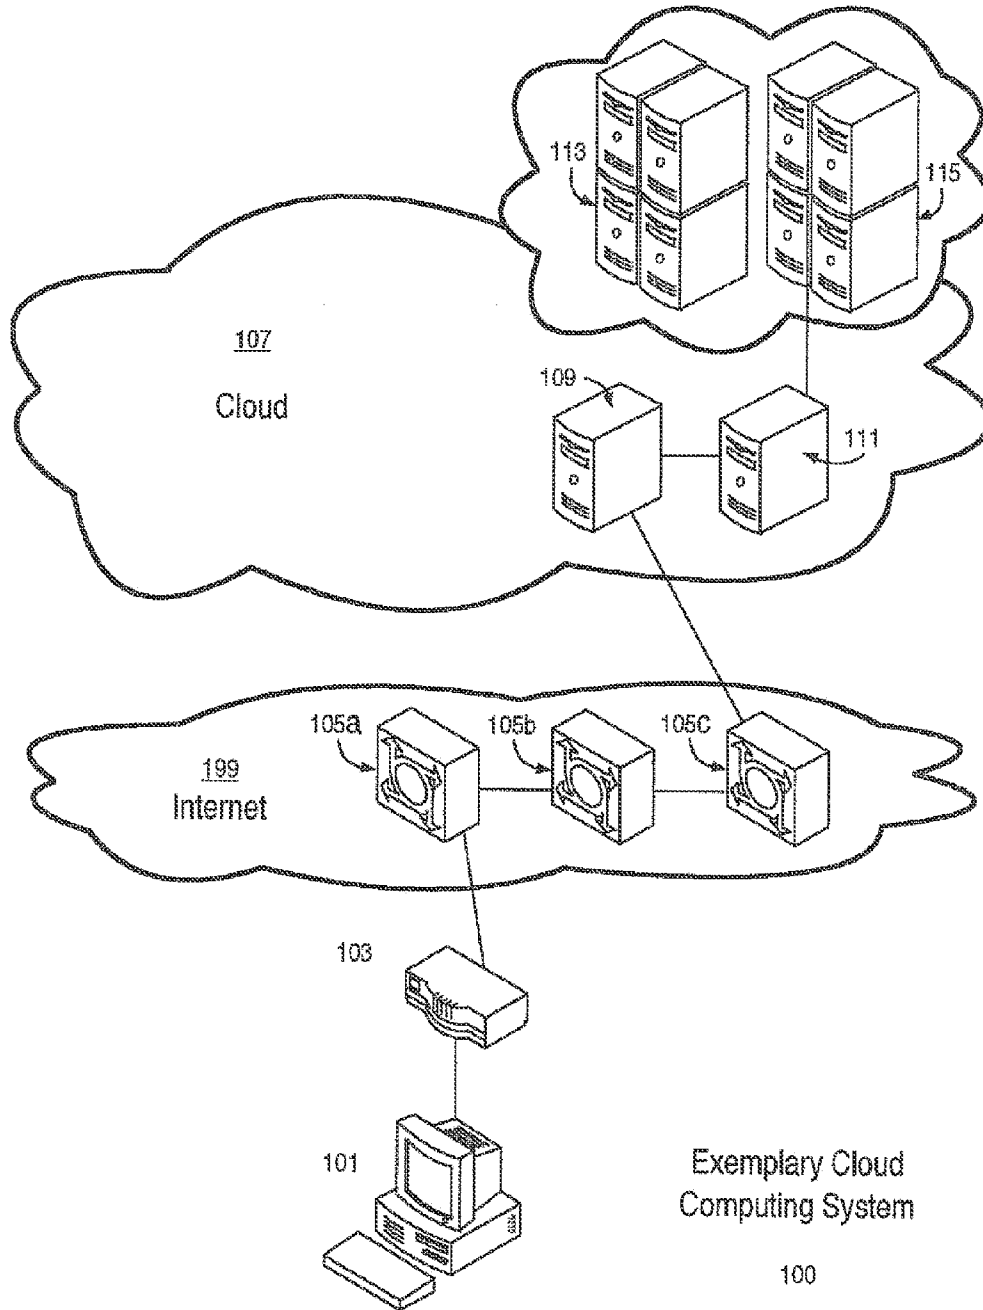 113
115
107
Cloud
109
111
105a
105b
105c
199
Internet
103
101
Exemplary Cloud
Computing System
100